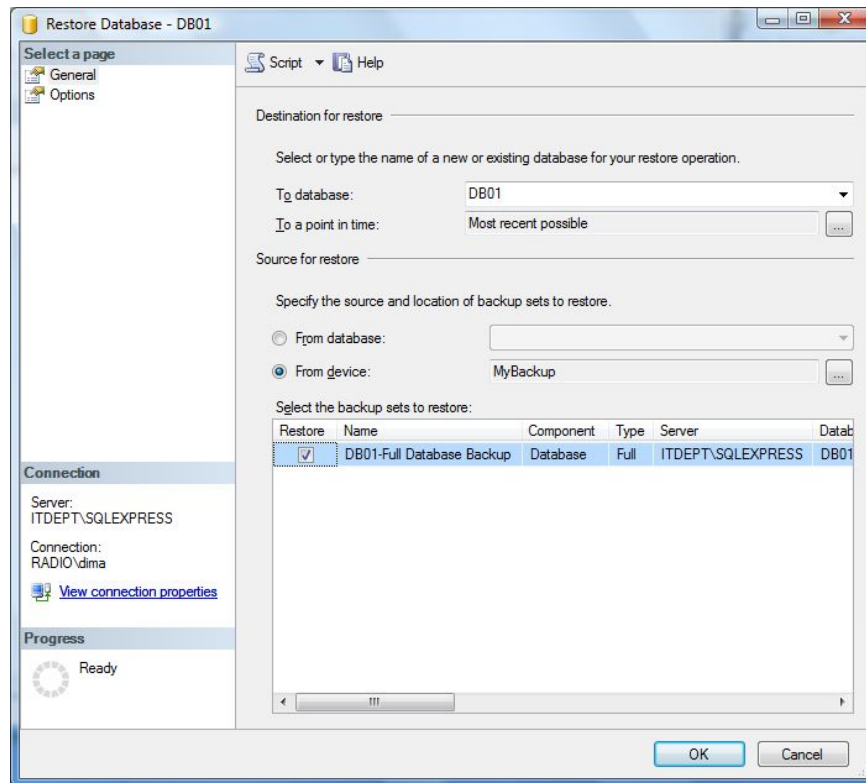 Restore Database - DB01
Select a page
General
Options
Script Help
Destination for restore
Select or type the name of a new or existing database for your restore operation.
To database: DB01
To a point in time: Most recent possible ...
Source for restore
Specify the source and location of backup sets to restore.
From database:
From device: MyBackup ...
Select the backup sets to restore:
Restore Name Component Type Server Datab
DB01-Full Database Backup Database Full ITDEPT\SQLEXPRESS DB01
Connection
Server:
ITDEPT\SQLEXPRESS
Connection:
RADIO\dima
View connection properties
Progress
Ready
OK Cancel